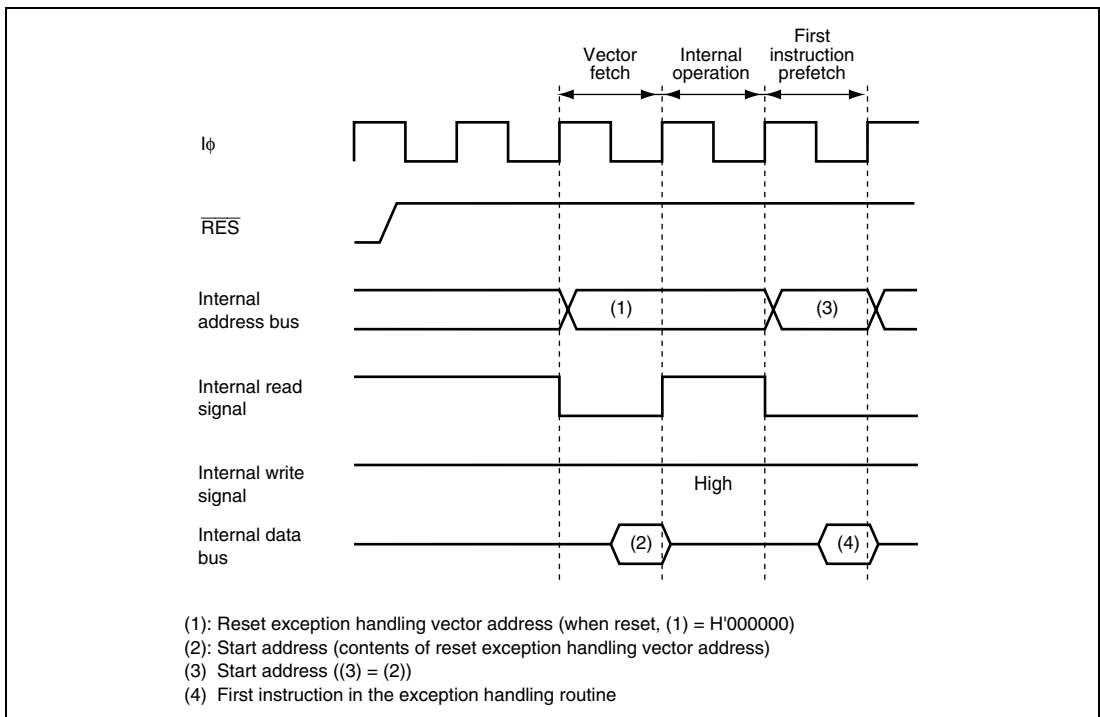 Vector
fetch
Internal
operation
First
instruction
prefetch
Iϕ
R̅E̅S̅
Internal
address bus
(1)
(3)
Internal read
signal
Internal write
signal
High
Internal data
bus
(2)
(4)
(1): Reset exception handling vector address (when reset, (1) = H'000000)
(2): Start address (contents of reset exception handling vector address)
(3) Start address ((3) = (2))
(4) First instruction in the exception handling routine